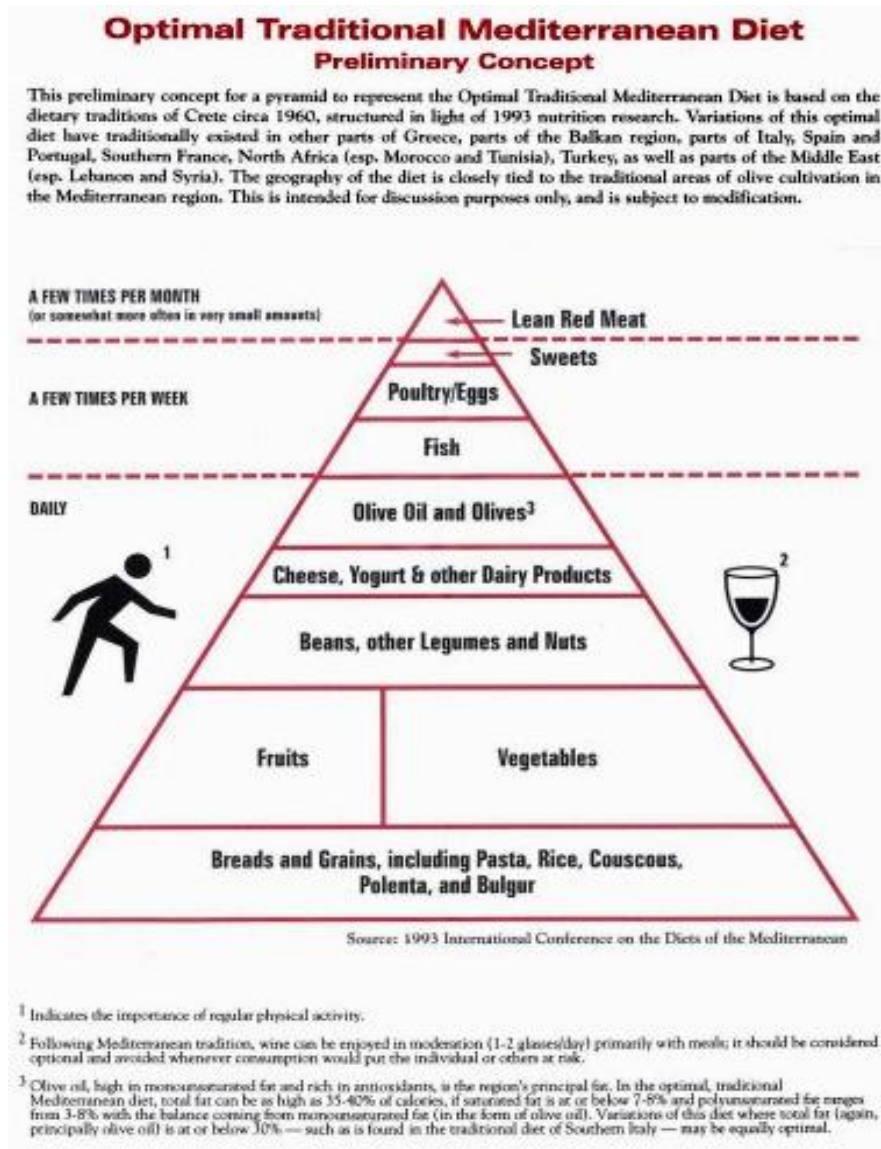 Optimal Traditional Mediterranean Diet
Preliminary Concept
This preliminary concept for a pyramid to represent the Optimal Traditional Mediterranean Diet is based on the
dietary traditions of Crete circa 1960, structured in light of 1993 nutrition research. Variations of this optimal
diet have traditionally existed in other parts of Greece, parts of the Balkan region, parts of Italy, Spain and
Portugal, Southern France, North Africa (esp. Morocco and Tunisia), Turkey, as well as parts of the Middle East
(esp. Lebanon and Syria). The geography of the diet is closely tied to the traditional areas of olive cultivation in
the Mediterranean region. This is intended for discussion purposes only, and is subject to modification.
A FEW TIMES PER MONTH
(or somewhat more often in very small amounts)
Lean Red Meat
Sweets
A FEW TIMES PER WEEK
Poultry/Eggs
Fish
DAILY
Olive Oil and Olives3
1
2
Cheese, Yogurt & other Dairy Products
Beans, other Legumes and Nuts
Fruits
Vegetables
Breads and Grains, including Pasta, Rice, Couscous,
Polenta, and Bulgur
Source: 1993 International Conference on the Diets of the Mediterranean
1 Indicates the importance of regular physical activity.
2 Following Mediterranean tradition, wine can be enjoyed in moderation (1-2 glasses/day) primarily with meals; it should be considered
optional and avoided whenever consumption would put the individual or others at risk.
3 Olive oil, high in monounsaturated fat and rich in antioxidants, is the region's principal fat. In the optimal, traditional
Mediterranean diet, total fat can be as high as 35-40% of calories, if saturated fat is at or below 7-8% and polyunsaturated fat ranges
from 3-8% with the balance coming from monounsaturated fat (in the form of olive oil). Variations of this diet where total fat (again,
principally olive oil) is at or below 30% — such as is found in the traditional diet of Southern Italy — may be equally optimal.